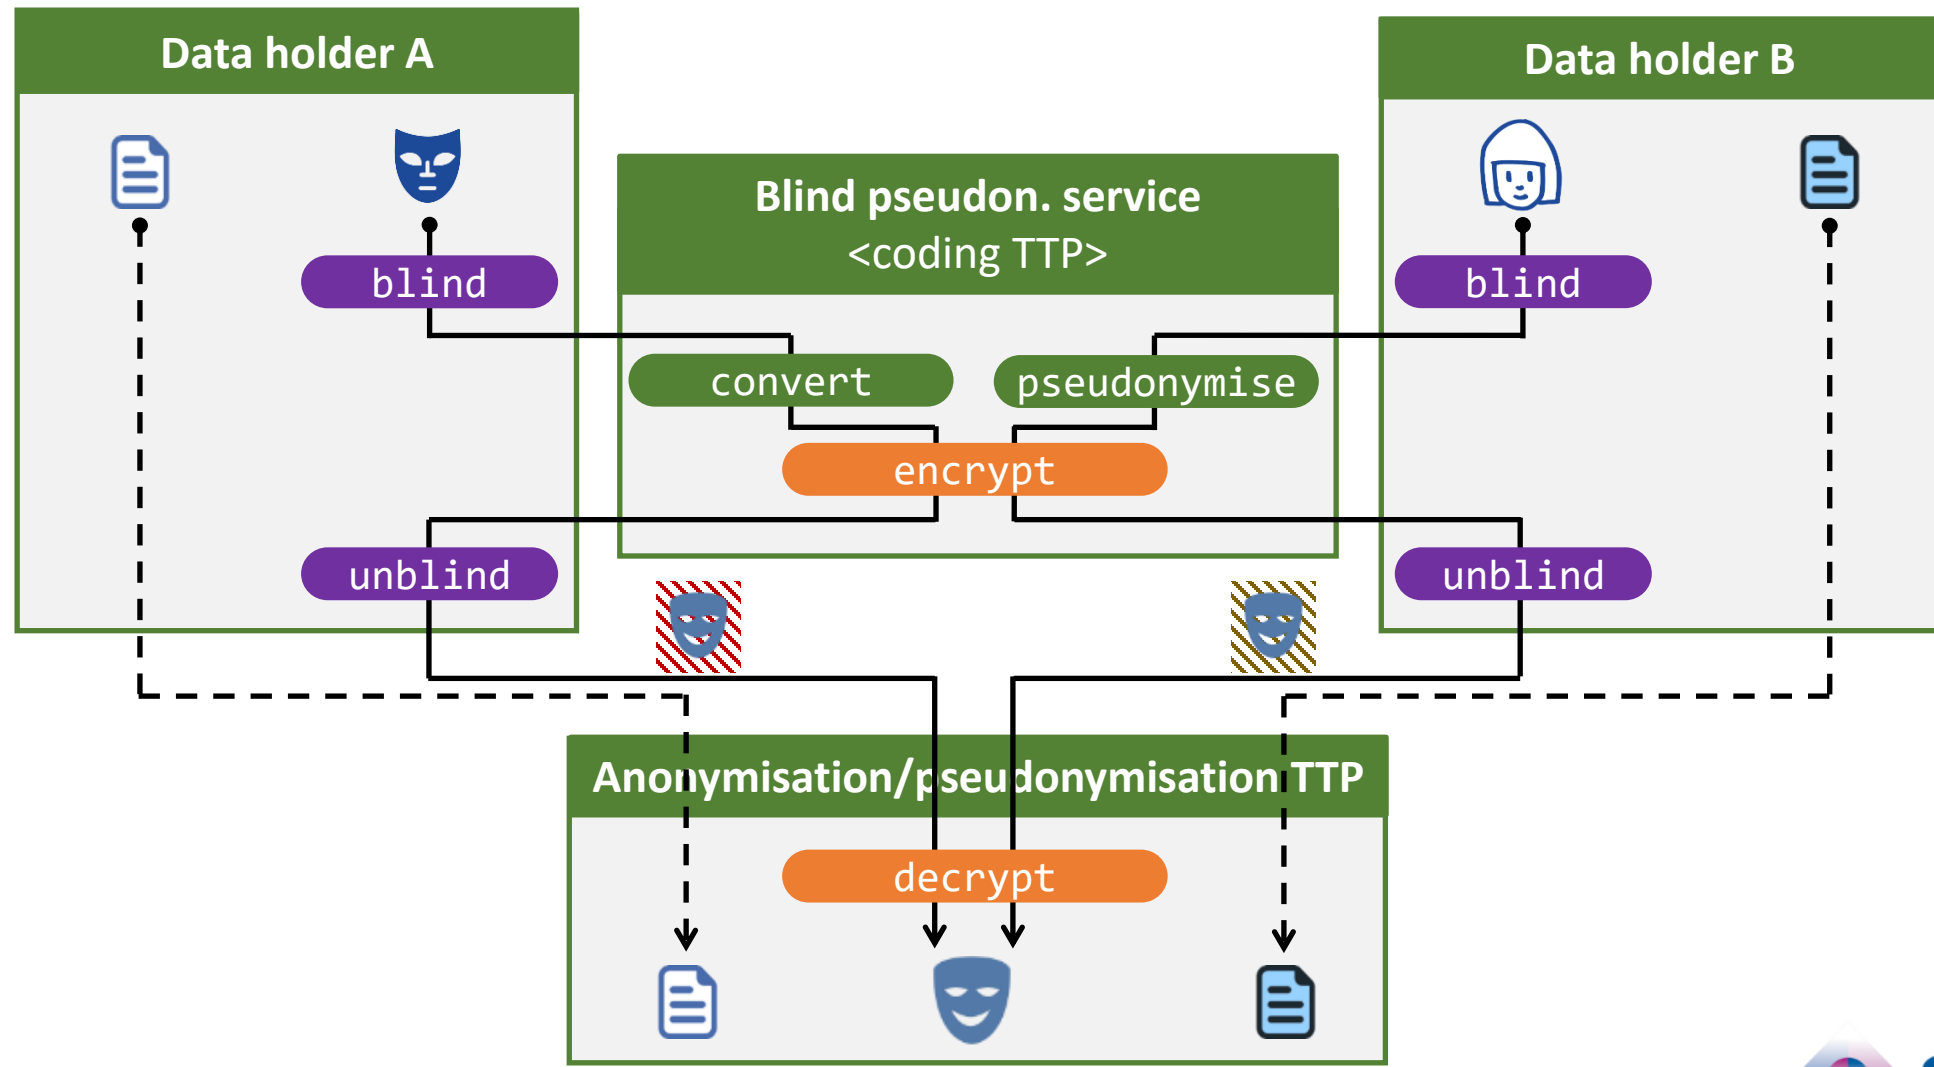 Data holder A
Data holder B
Blind pseudon. service
<coding TTP>
blind
blind
convert
pseudonymise
encrypt
unblind
unblind
Anonymisation/pseudonymisation TTP
decrypt